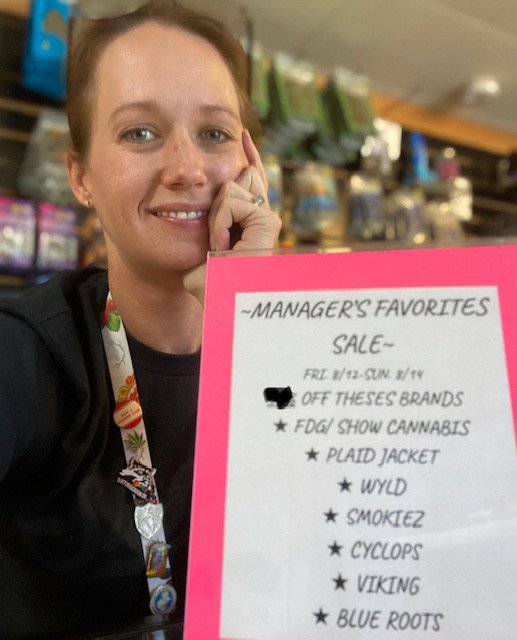 ~MANAGER'S FAVORITES
SALE~
FRI. 8/12-SUN. 8/14
OFF THESES BRANDS
★ FDG/ SHOW CANNABIS
★ PLAID JACKET
★ WYLD
★ SMOKIEZ
★ CYCLOPS
★ VIKING
★ BLUE ROOTS